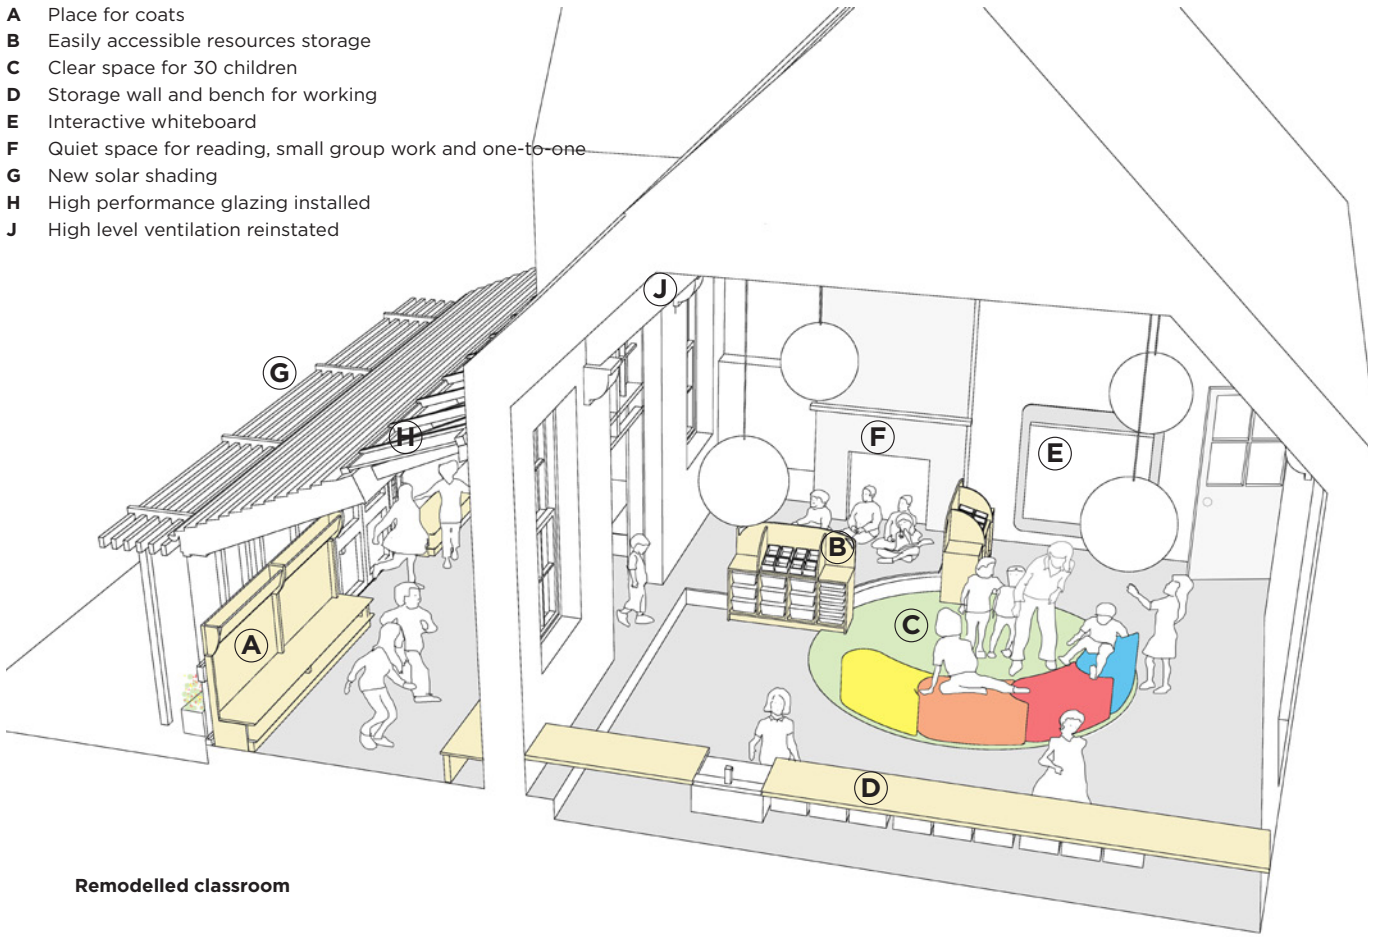 A Place for coats
B Easily accessible resources storage
C Clear space for 30 children
D Storage wall and bench for working
E Interactive whiteboard
F Quiet space for reading, small group work and one-to-one
G New solar shading
H High performance glazing installed
J High level ventilation reinstated
J
G
H
F
E
B
C
A
D
Remodelled classroom